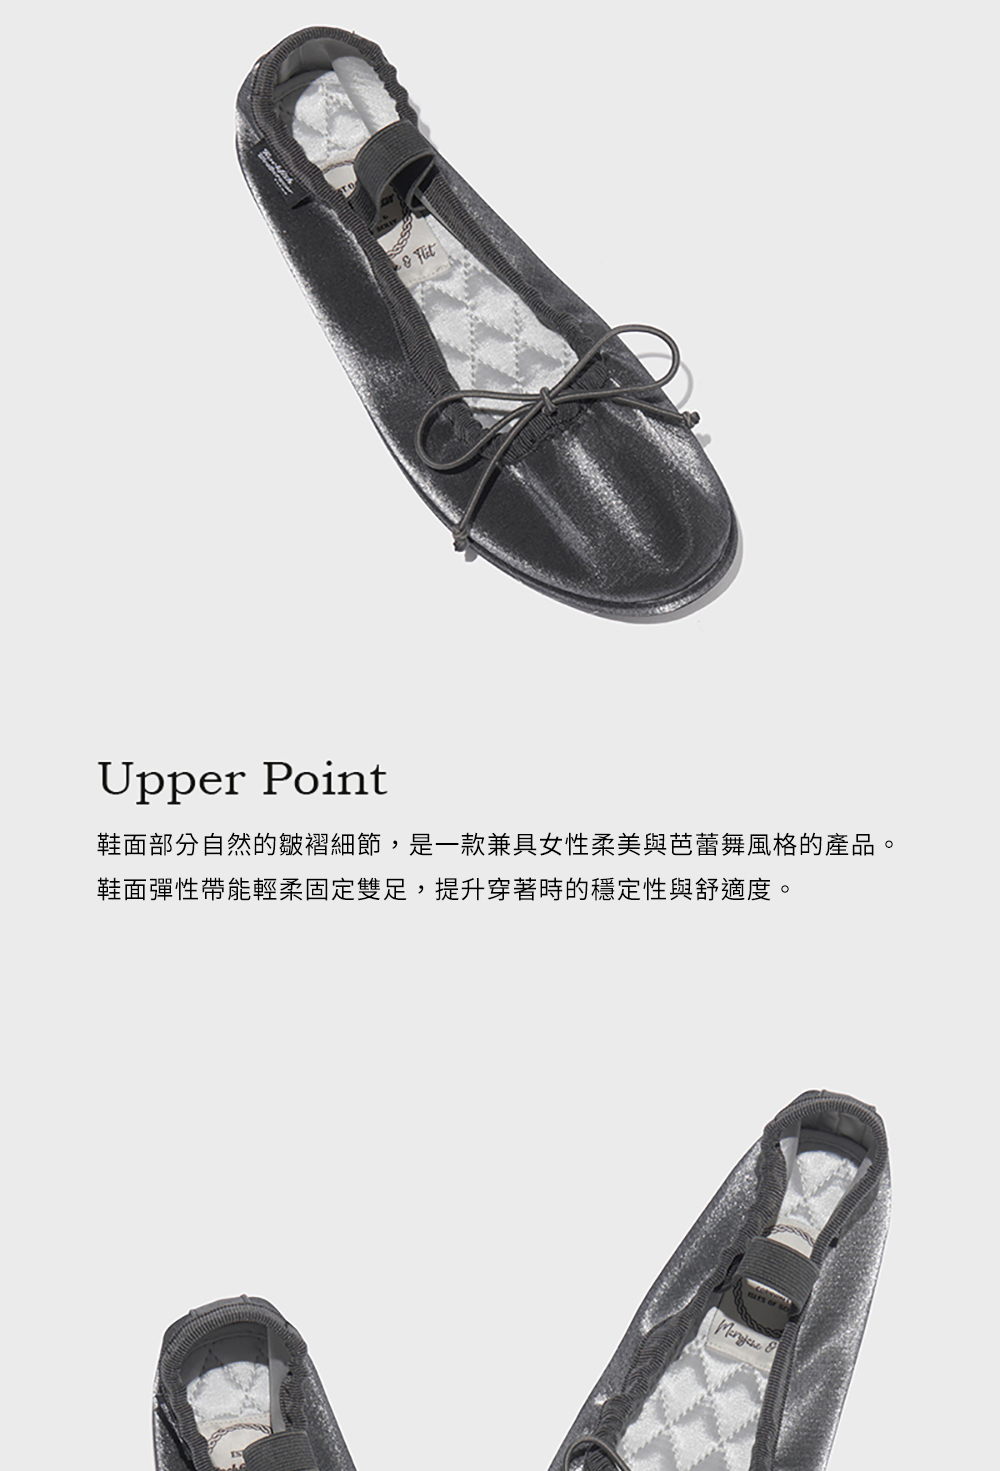 & Flat
Upper Point
鞋面部分自然的皺褶細節，是一款兼具女性柔美與芭蕾舞風格的產品。
鞋面彈性帶能輕柔固定雙足，提升穿著時的穩定性與舒適度。
Maryjane &